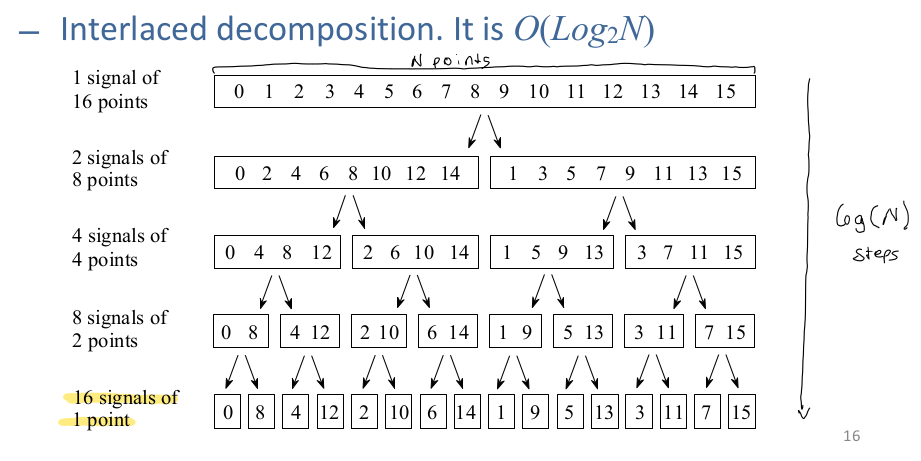 – Interlaced decomposition. It is O(Log2N)
N points
1 signal of
16 points
0 1 2 3 4 5 6 7 8 9 10 11 12 13 14 15
2 signals of
8 points
0 2 4 6 8 10 12 14 1 3 5 7 9 11 13 15
log(N)
steps
4 signals of
4 points
0 4 8 12 2 6 10 14 1 5 9 13 3 7 11 15
8 signals of
2 points
0 8 4 12 2 10 6 14 1 9 5 13 3 11 7 15
16 signals of
1 point
0 8 4 12 2 10 6 14 1 9 5 13 3 11 7 15
16